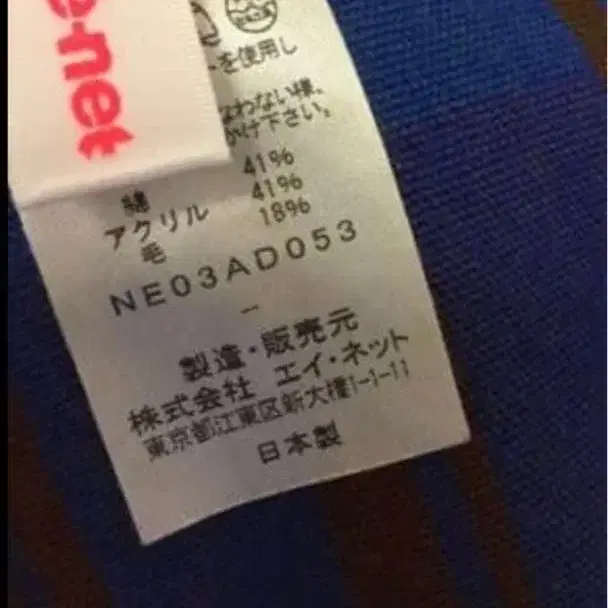 e·net
ーを使用し
なわない様、
かけ下さい。
綿 41%
アクリル 41%
毛 18%
NE03AD053
-
製造・販売元
株式会社 エイ・ネット
東京都江東区新大橋1-1-11
日本製